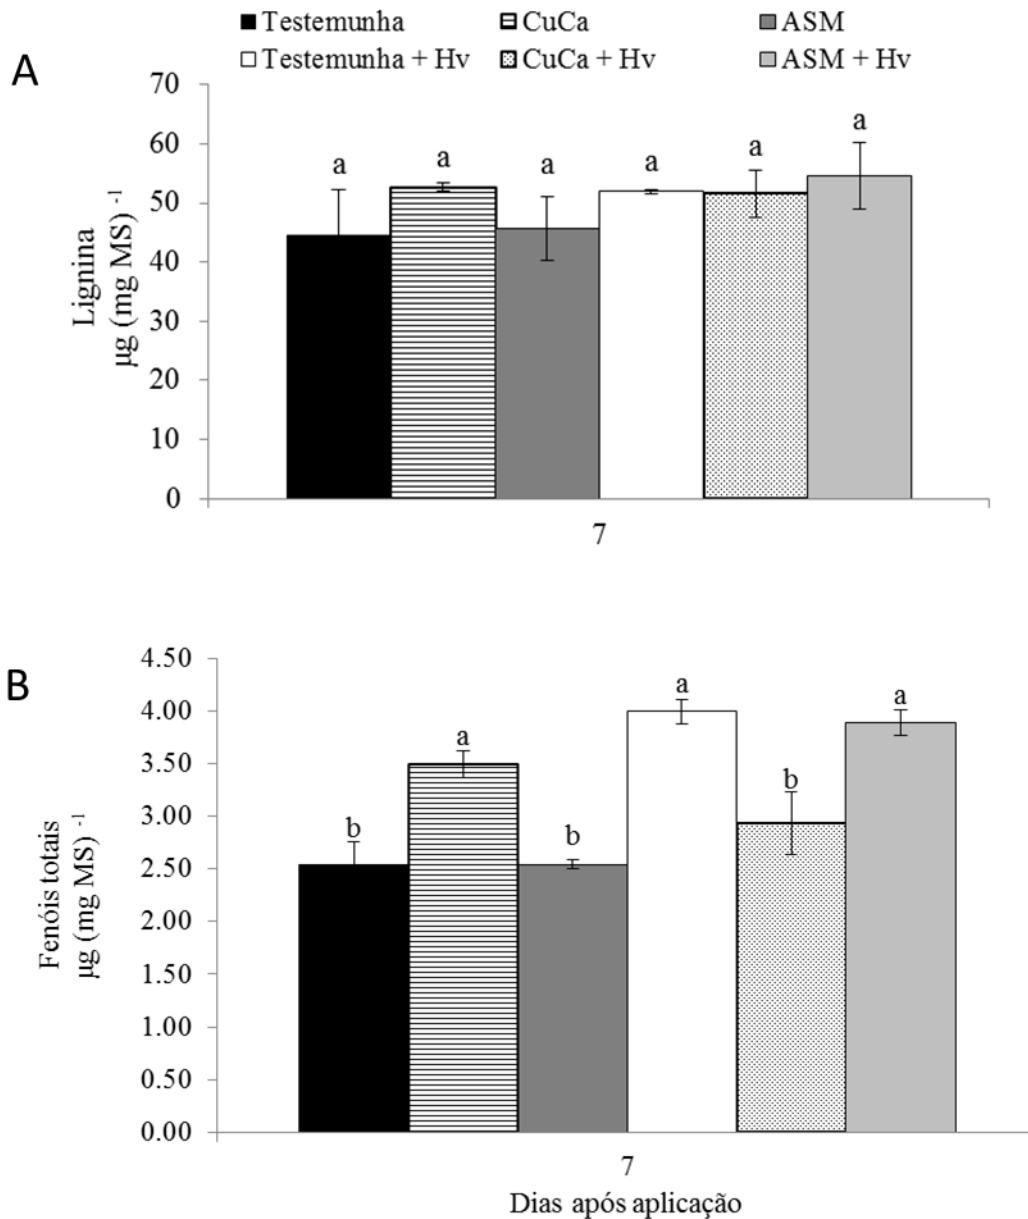 Testemunha CuCa ASM
Testemunha + Hv CuCa + Hv ASM + Hv
A
70
60
50
40
30
20
10
0
Lignina
µg (mg MS) -1
a a a a a a
7
B
4.50
4.00
3.50
3.00
2.50
2.00
1.50
1.00
0.50
0.00
Fenóis totais
µg (mg MS) -1
b a b a b a
7
Dias após aplicação